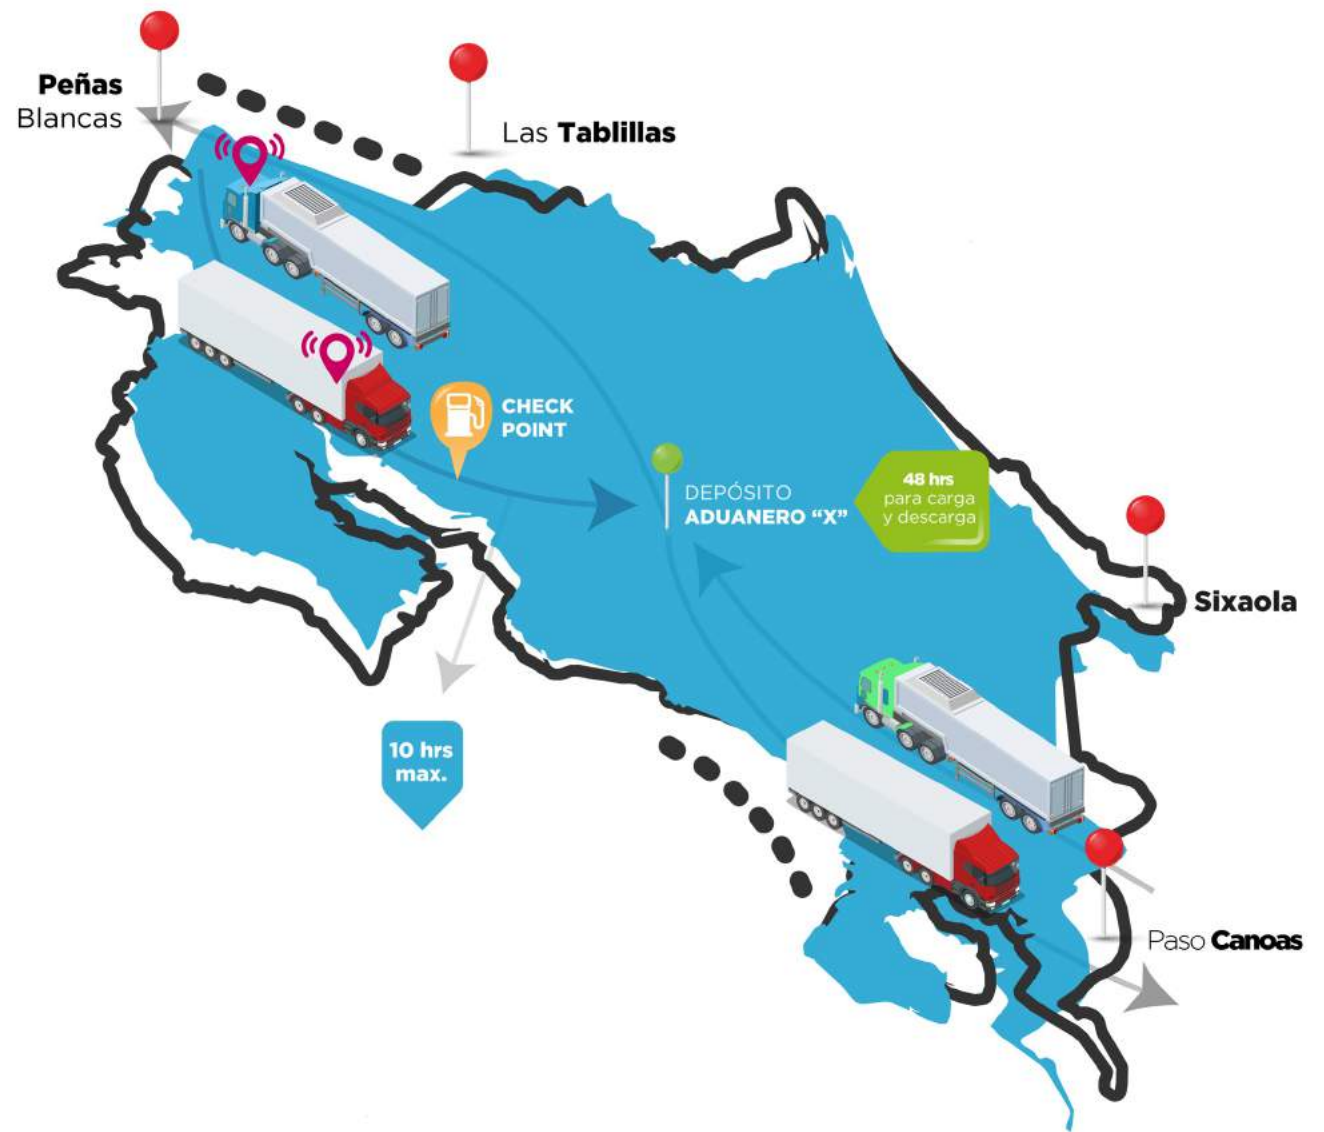 Peñas
Blancas
Las Tablillas
CHECK
POINT
DEPÓSITO
ADUANERO “X”
48 hrs
para carga
y descarga
Sixaola
10 hrs
max.
Paso Canoas